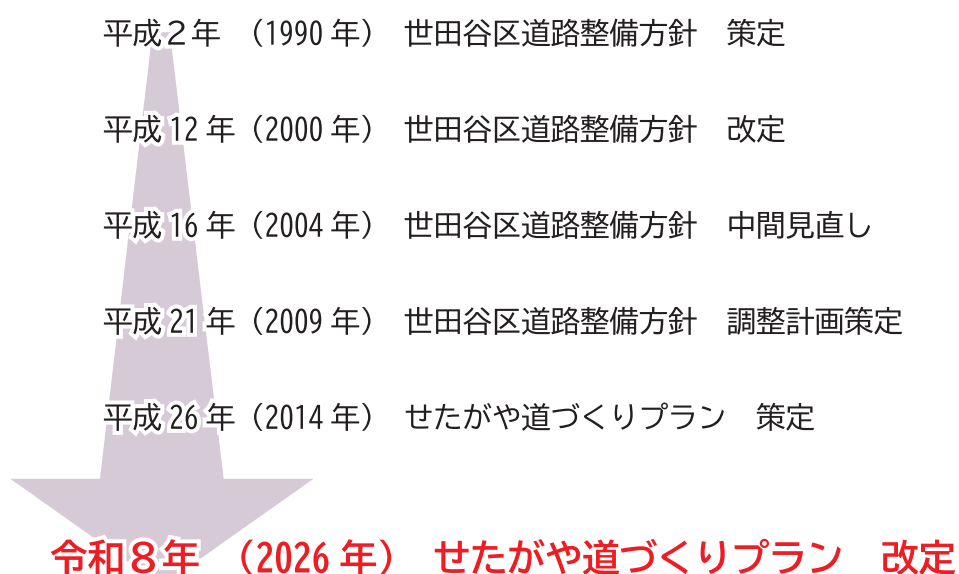 平成２年　（1990 年）　世田谷区道路整備方針　策定
平成 12 年（2000 年）　世田谷区道路整備方針　改定
平成 16 年（2004 年）　世田谷区道路整備方針　中間見直し
平成 21 年（2009 年）　世田谷区道路整備方針　調整計画策定
平成 26 年（2014 年）　せたがや道づくりプラン　策定
令和８年　（2026 年）　せたがや道づくりプラン　改定